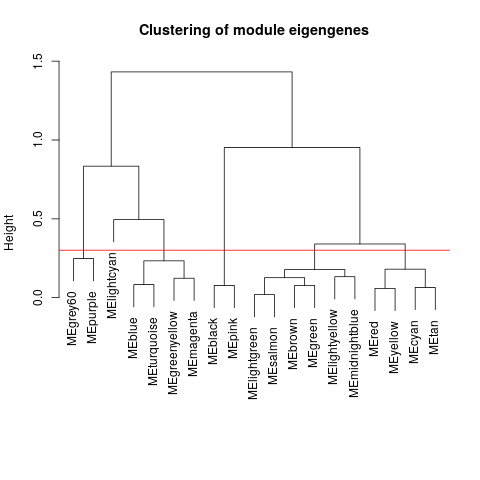 Clustering of module eigengenes
Height
1.5
1.0
0.5
0.0
MEgrey60
MEpurple
MElightcyan
MEblue
MEturquoise
MEgreenyellow
MEmagenta
MEblack
MEpink
MElightgreen
MEsalmon
MEbrown
MEgreen
MElightyellow
MEmidnightblue
MEred
MEyellow
MEcyan
MEtan